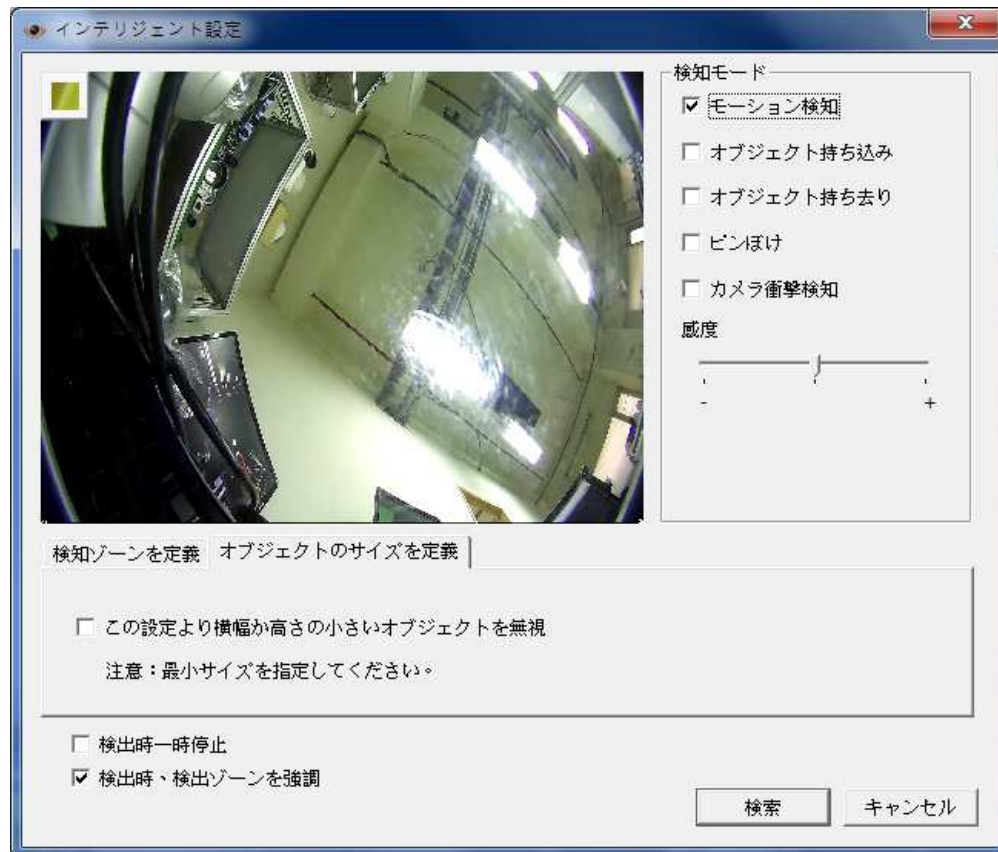 インテリジェント設定
検知モード
モーション検知
オブジェクト持ち込み
オブジェクト持ち去り
ピンぼけ
カメラ衝撃検知
感度
- +
検知ゾーンを定義 オブジェクトのサイズを定義
この設定より横幅か高さの小さいオブジェクトを無視
注意：最小サイズを指定してください。
検出時一時停止
検出時、検出ゾーンを強調
検索 キャンセル